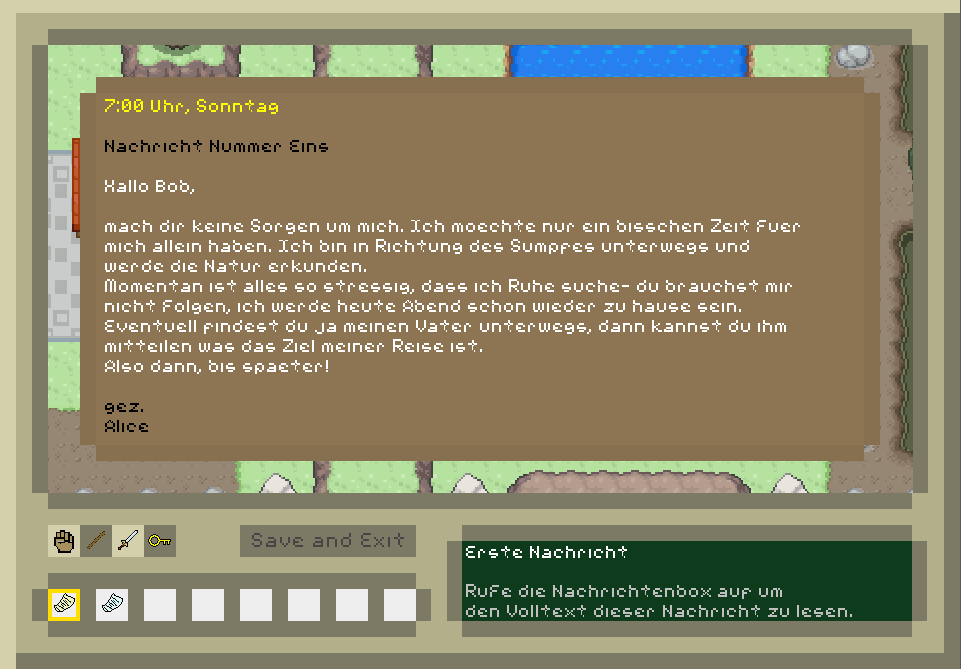 7:00 Uhr, Sonntag
Nachricht Nummer Eins
Hallo Bob,
mach dir keine Sorgen um mich. Ich moechte nur ein bisschen Zeit fuer
mich allein haben. Ich bin in Richtung des Sumpfes unterwegs und
werde die Natur erkunden.
Momentan ist alles so stressig, dass ich Ruhe suche- du brauchst mir
nicht folgen, ich werde heute Abend schon wieder zu hause sein.
Eventuell findest du ja meinen Vater unterwegs, dann kannst du ihm
mitteilen was das Ziel meiner Reise ist.
Also dann, bis spaeter!
gez.
Alice
Save and Exit
Erste Nachricht
Rufe die Nachrichtenbox auf um
den Volltext dieser Nachricht zu lesen.